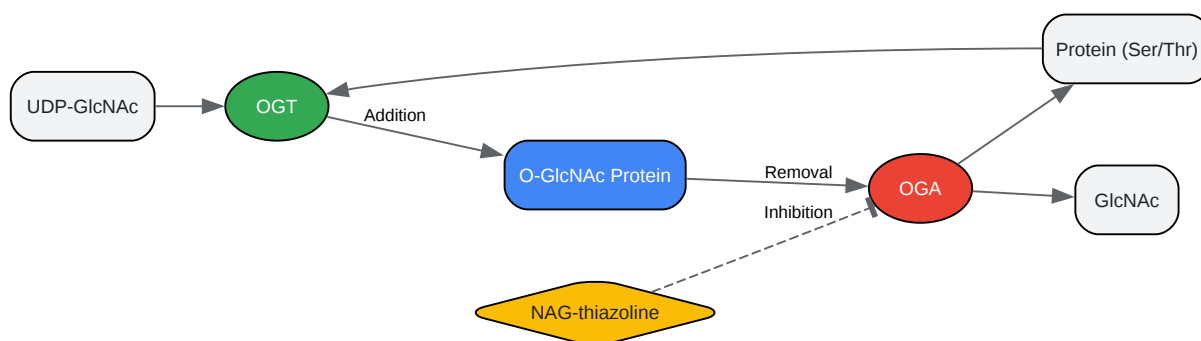 Protein (Ser/Thr)
UDP-GlcNAc
OGT
Addition
O-GlcNAc Protein
Removal
OGA
GlcNAc
Inhibition
NAG-thiazoline